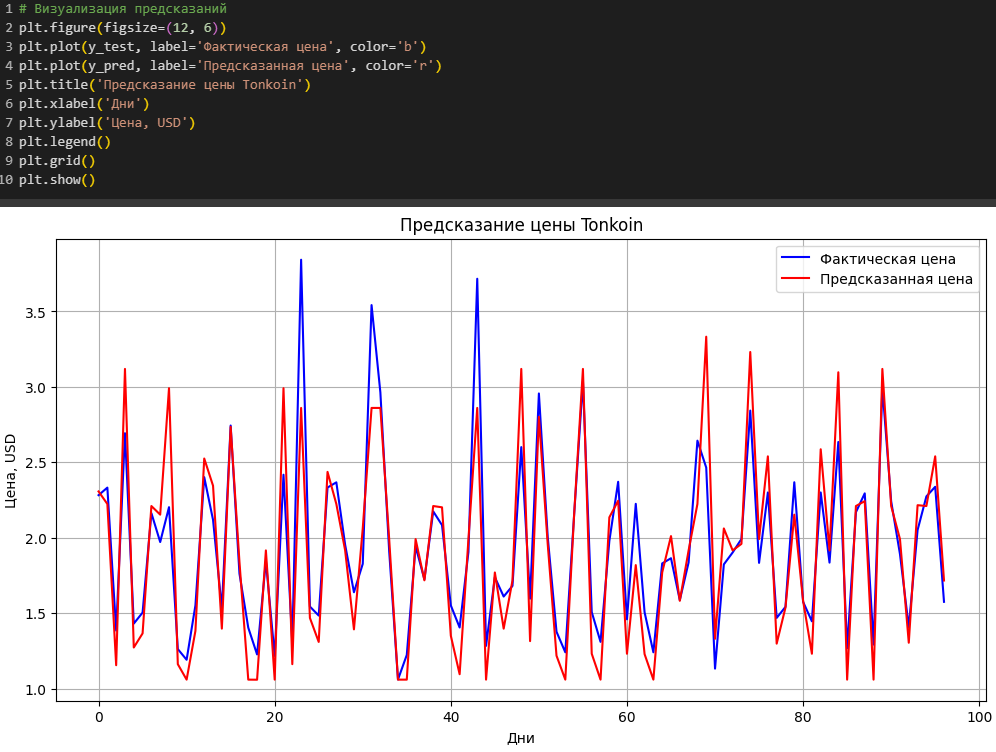 1 # Визуализация предсказаний
2 plt.figure(figsize=(12, 6))
3 plt.plot(y_test, label='Фактическая цена', color='b')
4 plt.plot(y_pred, label='Предсказанная цена', color='r')
5 plt.title('Предсказание цены Tonkoin')
6 plt.xlabel('Дни')
7 plt.ylabel('Цена, USD')
8 plt.legend()
9 plt.grid()
10 plt.show()
Предсказание цены Tonkoin
Фактическая цена
Предсказанная цена
3.5
3.0
2.5
2.0
1.5
1.0
Цена, USD
0 20 40 60 80 100
Дни